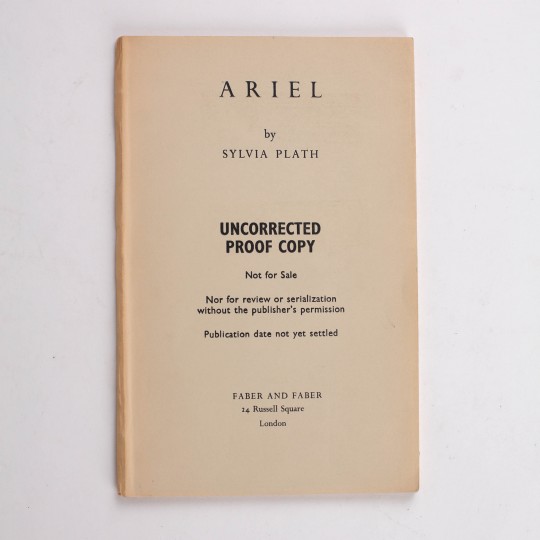 ARIEL
by
SYLVIA PLATH
UNCORRECTED
PROOF COPY
Not for Sale
Nor for review or serialization
without the publisher's permission
Publication date not yet settled
FABER AND FABER
24 Russell Square
London